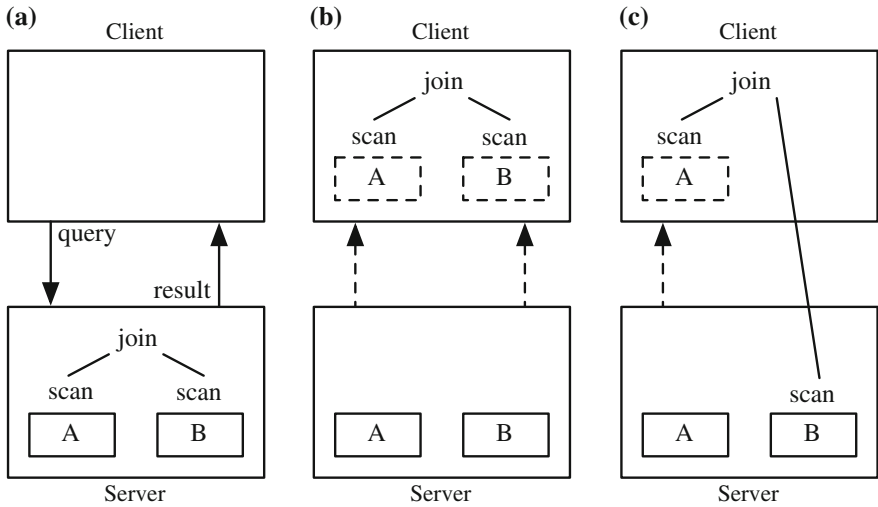 (a)
Client
query
result
join
scan
scan
A
B
Server
(b)
Client
join
scan
scan
A
B
A
B
Server
(c)
Client
join
scan
A
scan
A
B
Server